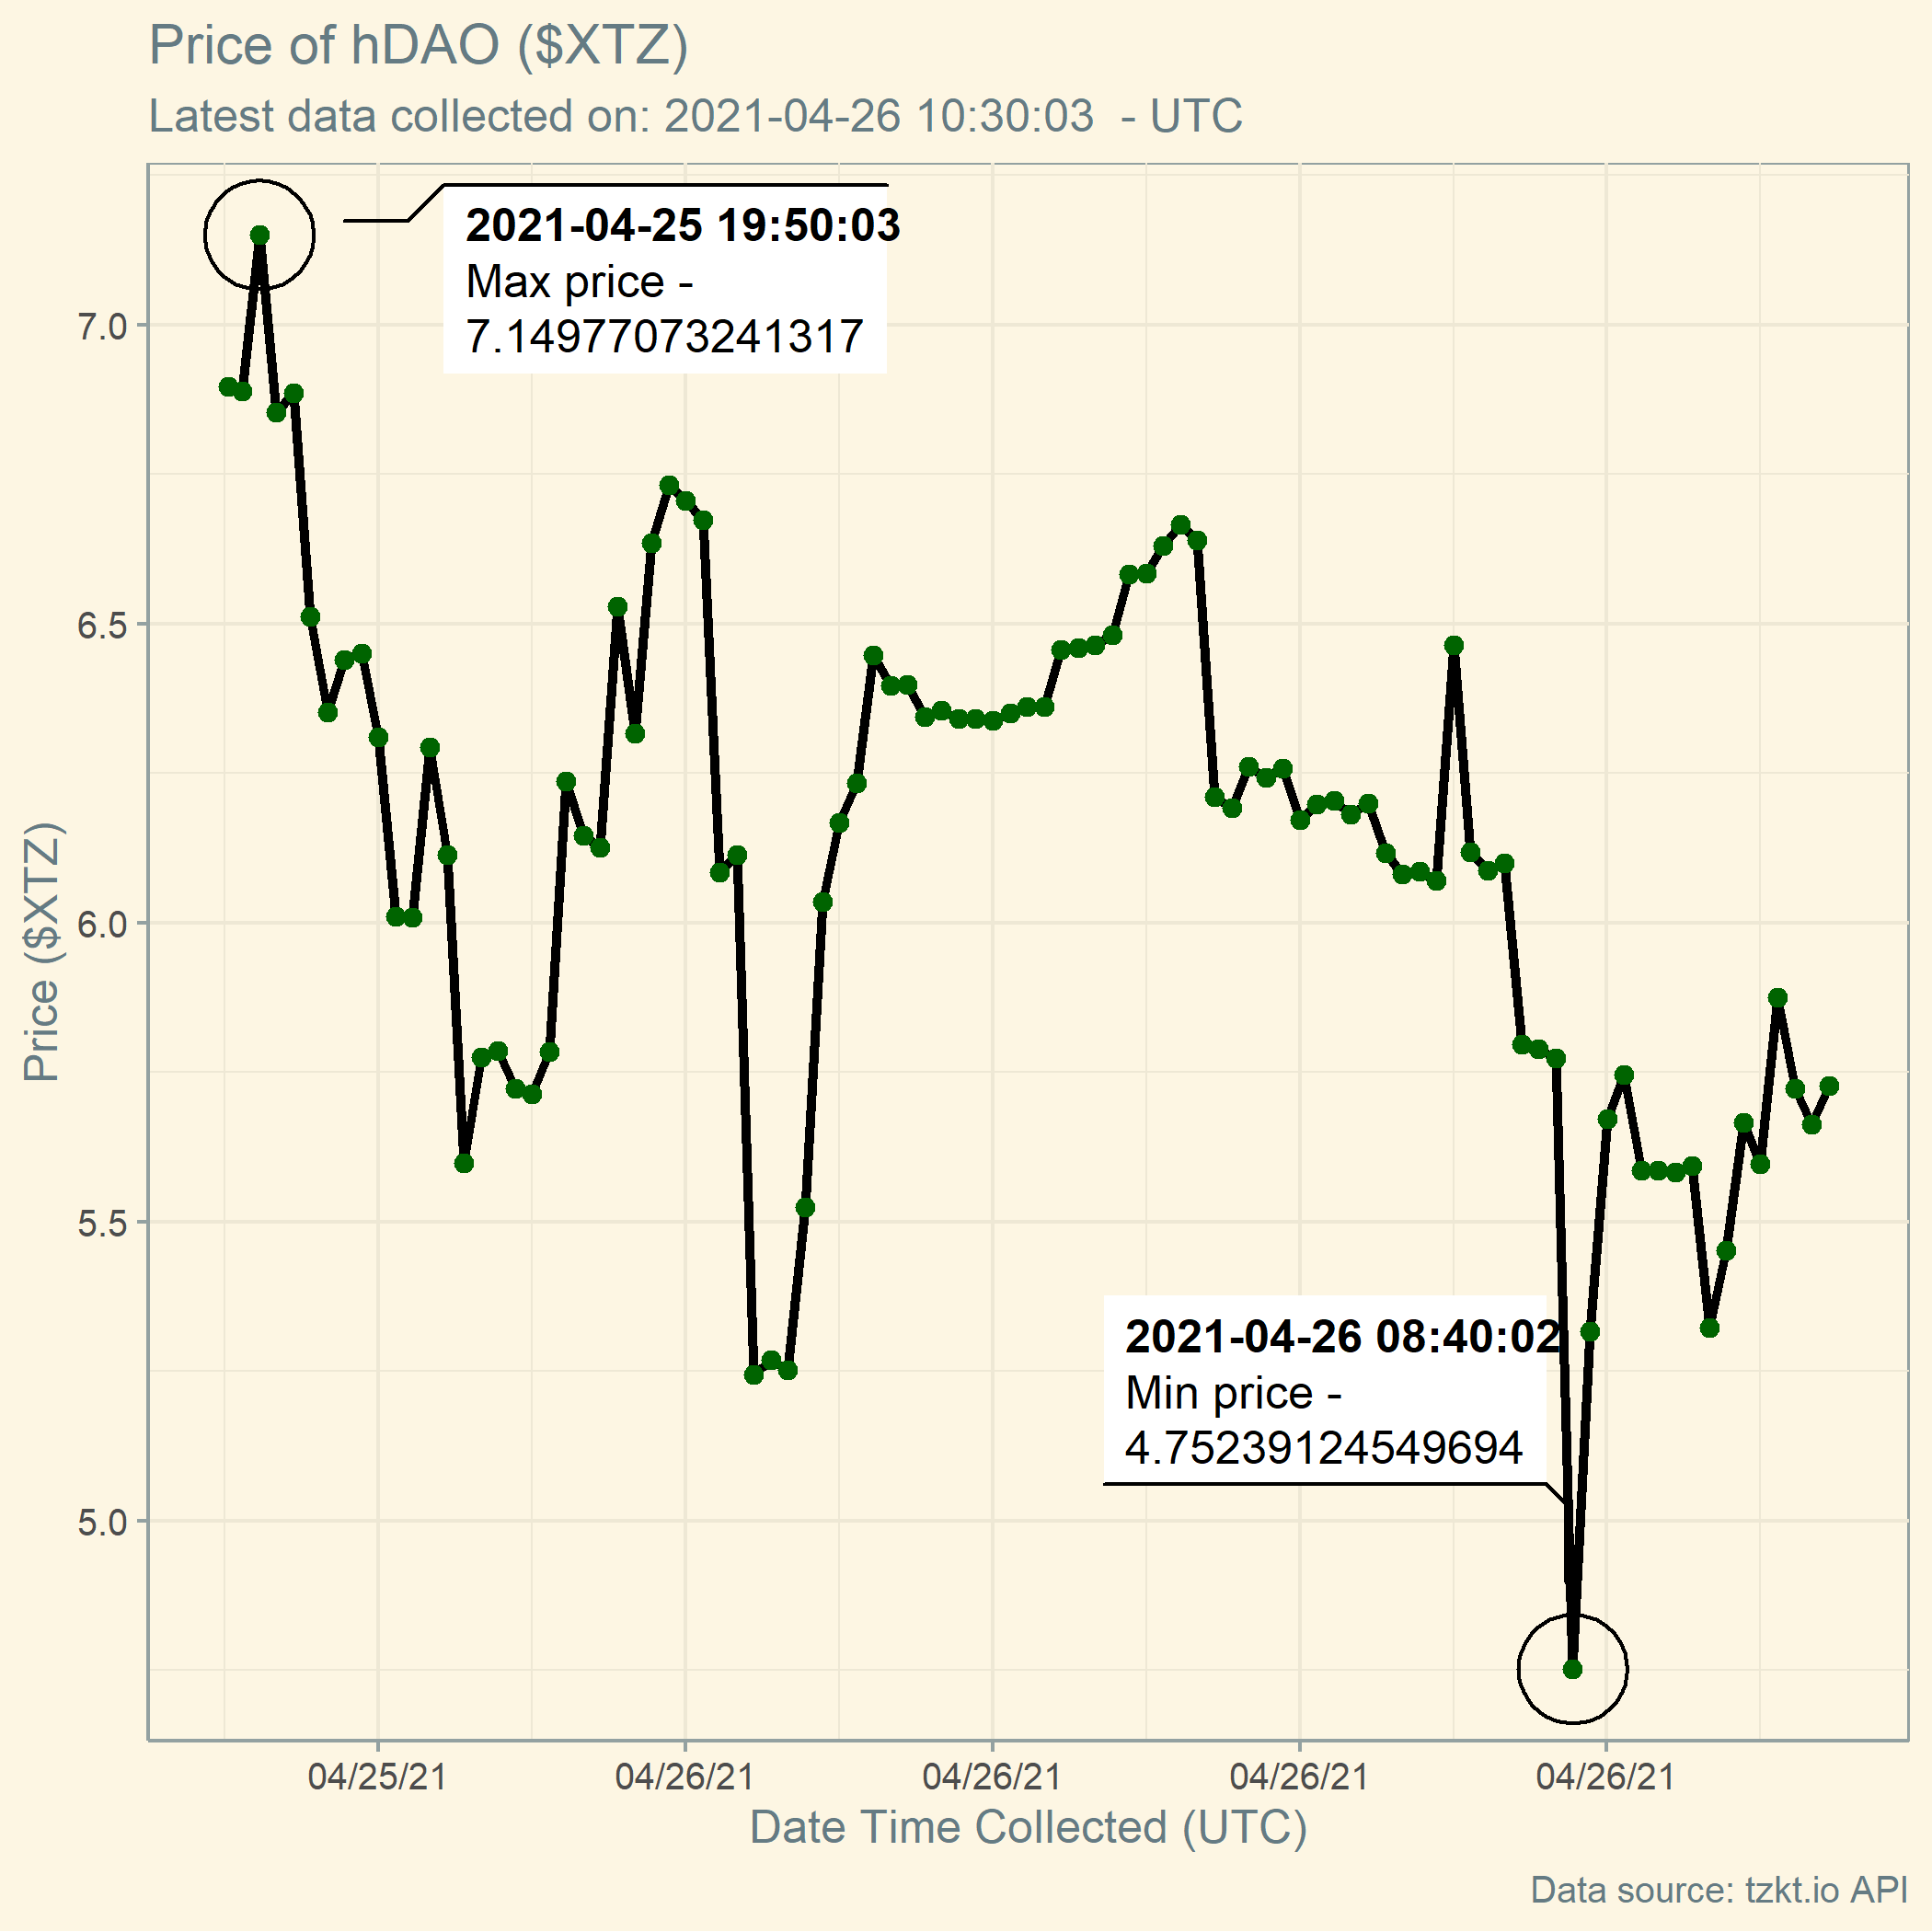 Price of hDAO ($XTZ)
Latest data collected on: 2021-04-26 10:30:03  - UTC
2021-04-25 19:50:03
Max price -
7.14977073241317
7.0
6.5
6.0
5.5
5.0
Price ($XTZ)
2021-04-26 08:40:02
Min price -
4.75239124549694
04/25/21
04/26/21
04/26/21
04/26/21
04/26/21
Date Time Collected (UTC)
Data source: tzkt.io API